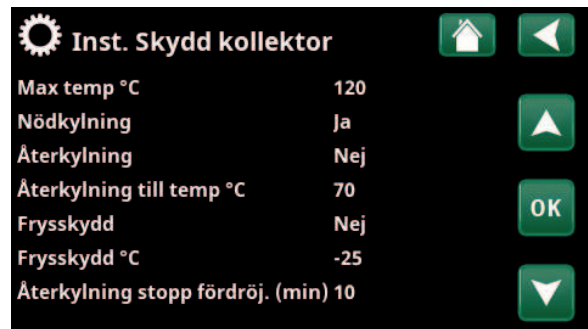 Inst. Skydd kollektor
Max temp °C 120
Nödkylning Ja
Återkylning Nej
Återkylning till temp °C 70
Frysskydd Nej
Frysskydd °C -25
Återkylning stopp fördröj. (min) 10
OK